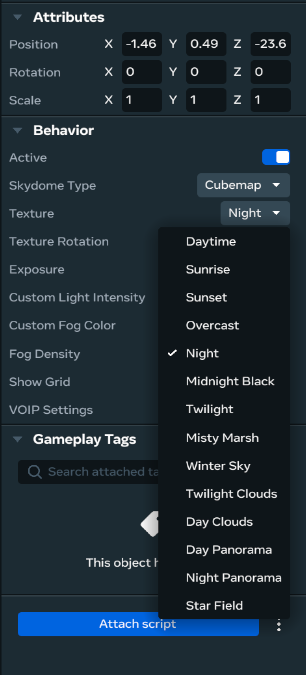 Attributes
Position X -1.46 Y 0.49 Z -23.6
Rotation X 0 Y 0 Z 0
Scale X 1 Y 1 Z 1
Behavior
Active
Skydome Type Cubemap
Texture Night
Texture Rotation
Exposure
Custom Light Intensity
Custom Fog Color
Fog Density
Show Grid
VOIP Settings
Daytime
Sunrise
Sunset
Overcast
Night
Midnight Black
Twilight
Misty Marsh
Winter Sky
Twilight Clouds
Day Clouds
Day Panorama
Night Panorama
Star Field
Gameplay Tags
Search attached ta
This object h
Attach script